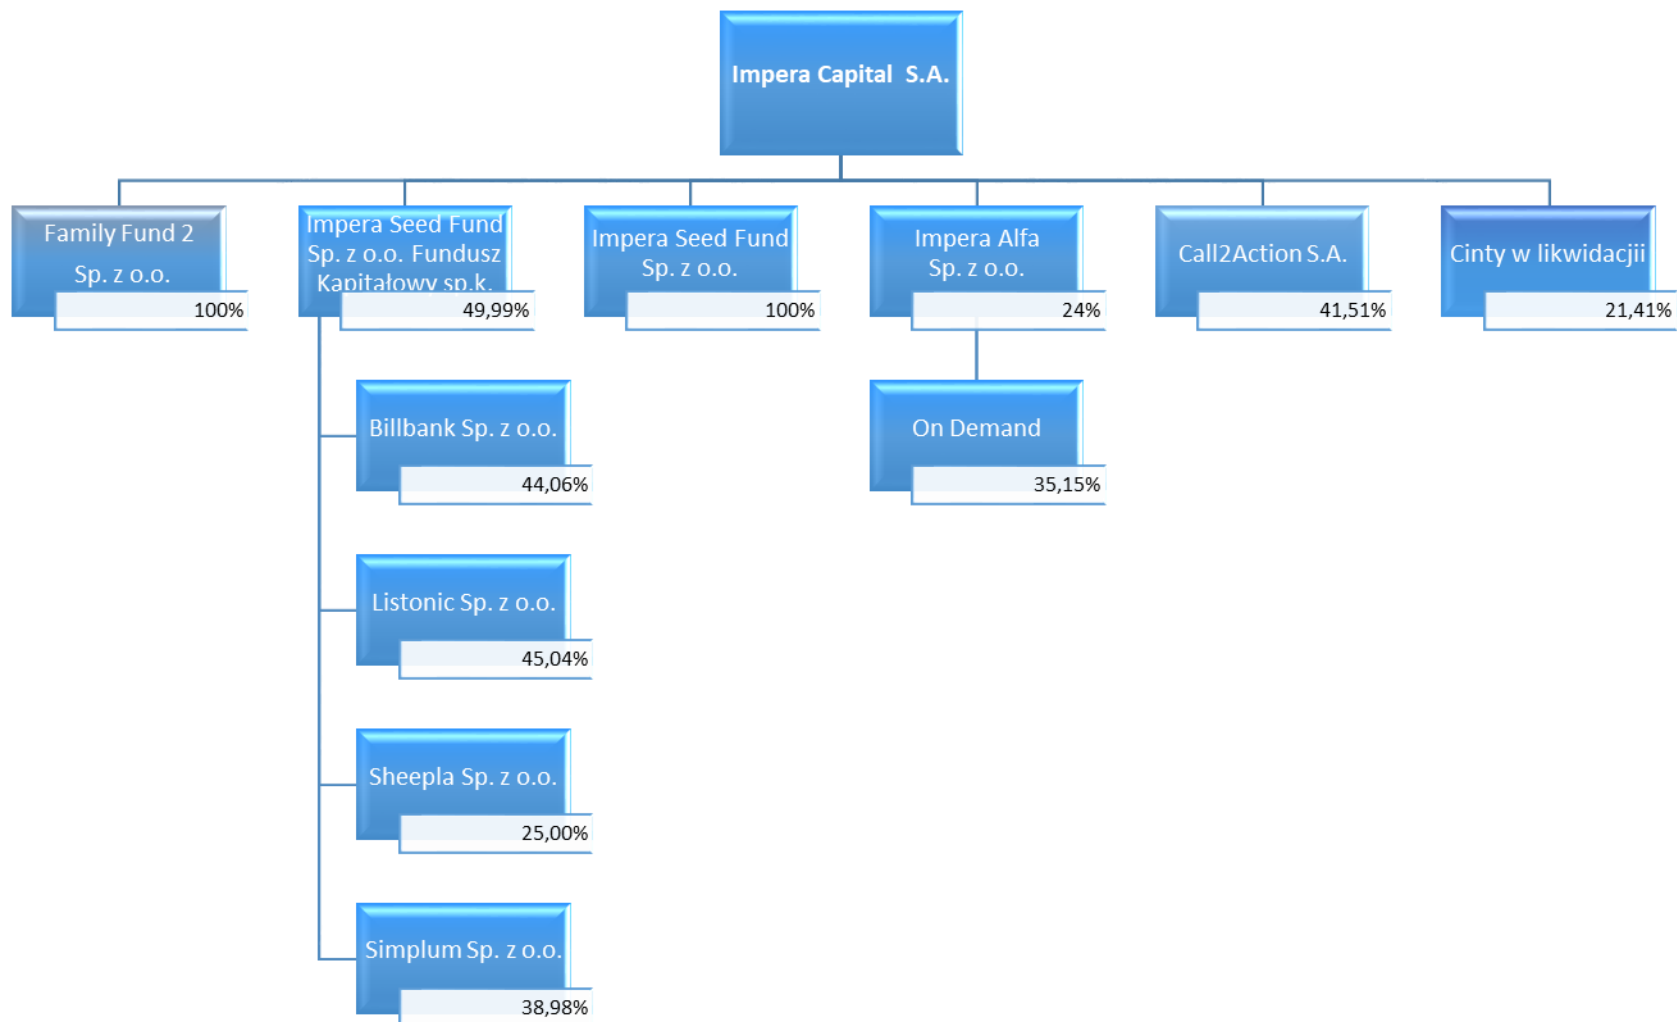 Impera Capital S.A.
Family Fund 2
Sp. z o.o.
100%
Impera Seed Fund
Sp. z o.o. Fundusz
Kapitałowy sp.k.
49,99%
Impera Seed Fund
Sp. z o.o.
100%
Impera Alfa
Sp. z o.o.
24%
Call2Action S.A.
41,51%
Cinty w likwidacjii
21,41%
Billbank Sp. z o.o.
44,06%
On Demand
35,15%
Listonic Sp. z o.o.
45,04%
Sheepla Sp. z o.o.
25,00%
Simplum Sp. z o.o.
38,98%